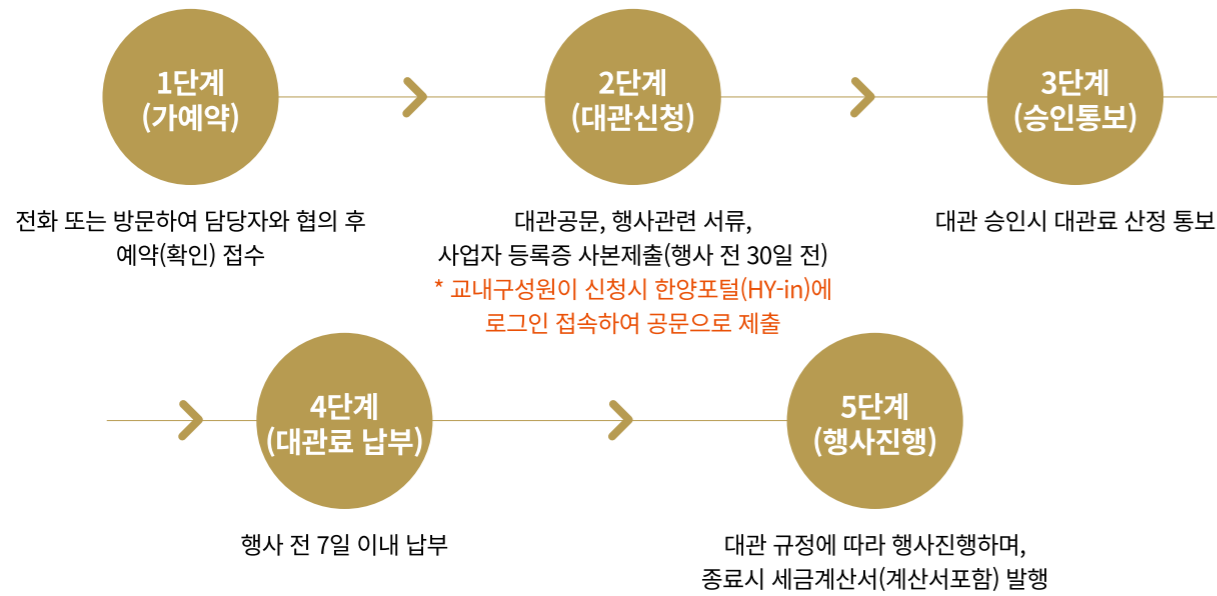 1단계
(가예약)
전화 또는 방문하여 담당자와 협의 후
예약(확인) 접수
2단계
(대관신청)
대관공문, 행사관련 서류,
사업자 등록증 사본제출(행사 전 30일 전)
* 교내구성원이 신청시 한양포털(HY-in)에
로그인 접속하여 공문으로 제출
3단계
(승인통보)
대관 승인시 대관료 산정 통보
4단계
(대관료 납부)
행사 전 7일 이내 납부
5단계
(행사진행)
대관 규정에 따라 행사진행하며,
종료시 세금계산서(계산서포함) 발행